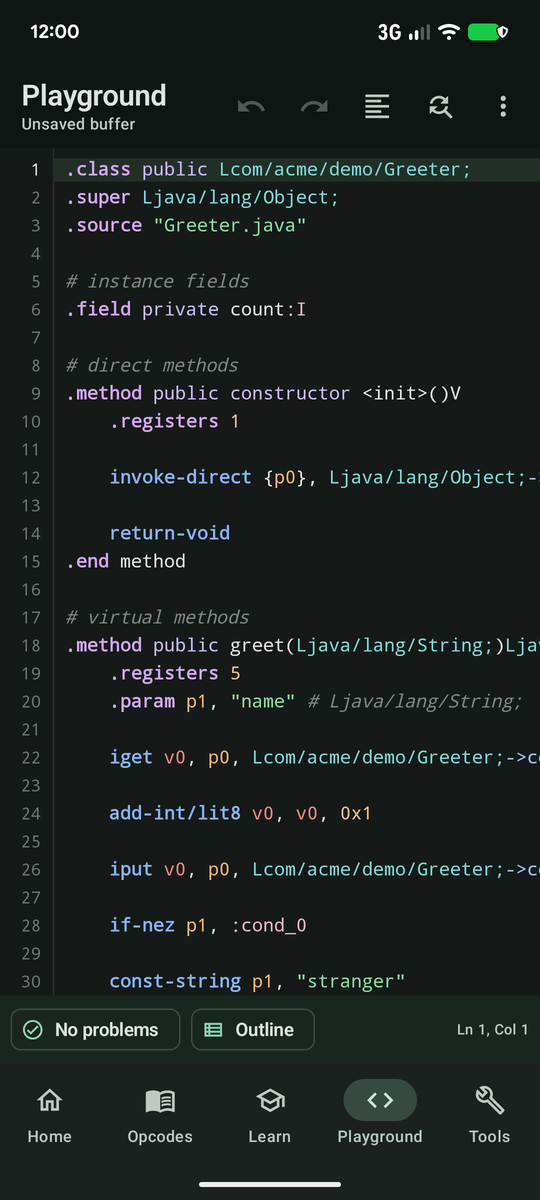 12:00
3G
Playground
Unsaved buffer
1 .class public Lcom/acme/demo/Greeter;
2 .super Ljava/lang/Object;
3 .source "Greeter.java"
4
5 # instance fields
6 .field private count:I
7
8 # direct methods
9 .method public constructor <init>()V
10 .registers 1
11
12 invoke-direct {p0}, Ljava/lang/Object;-
13
14 return-void
15 .end method
16
17 # virtual methods
18 .method public greet(Ljava/lang/String;)Lja
19 .registers 5
20 .param p1, "name" # Ljava/lang/String;
21
22 iget v0, p0, Lcom/acme/demo/Greeter;->c
23
24 add-int/lit8 v0, v0, 0x1
25
26 iput v0, p0, Lcom/acme/demo/Greeter;->c
27
28 if-nez p1, :cond_0
29
30 const-string p1, "stranger"
No problems
Outline
Ln 1, Col 1
Home
Opcodes
Learn
Playground
Tools